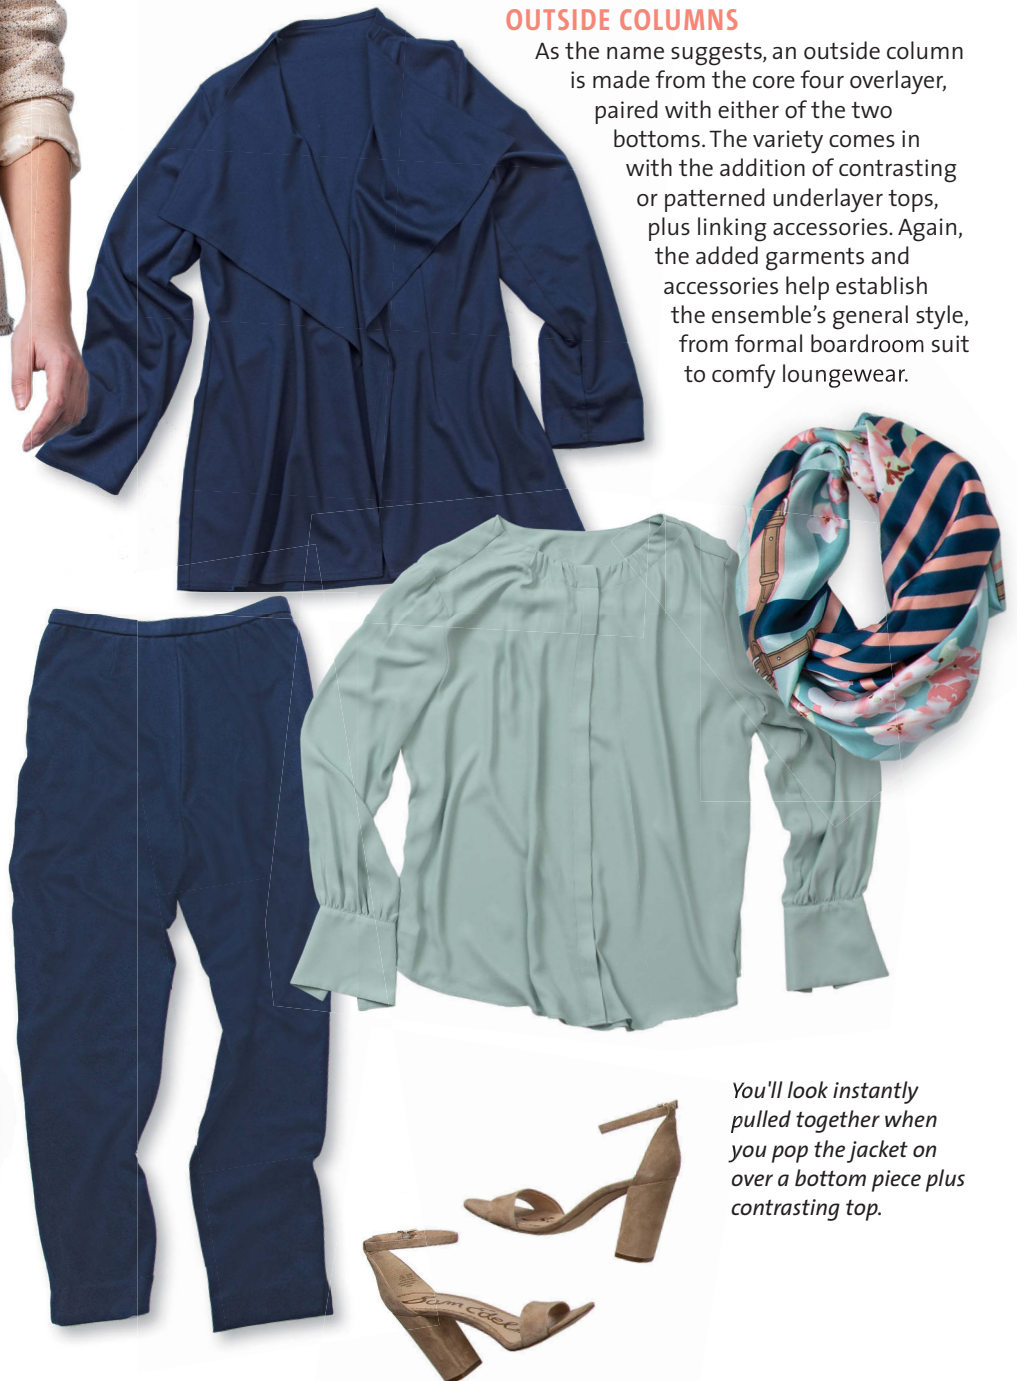 OUTSIDE COLUMNS
As the name suggests, an outside column
is made from the core four overlayer,
paired with either of the two
bottoms. The variety comes in
with the addition of contrasting
or patterned underlayer tops,
plus linking accessories. Again,
the added garments and
accessories help establish
the ensemble’s general style,
from formal boardroom suit
to comfy loungewear.
You'll look instantly
pulled together when
you pop the jacket on
over a bottom piece plus
contrasting top.
Sam Edel